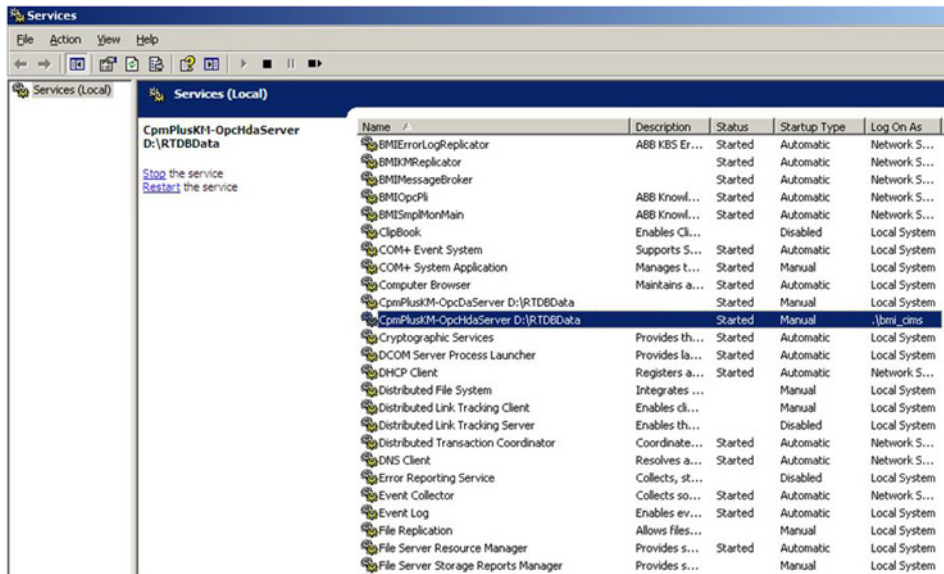 Services
File Action View Help
Services (Local)
Services (Local)
CpmPlusKM-OpcHdaServer
D:\RTDBData
Stop the service
Restart the service
Name Description Status Startup Type Log On As
BMIErrorLogReplicator ABB KBS Er... Started Automatic Network S...
BMIKMReplicator Started Automatic Network S...
BMIMessageBroker Started Automatic Network S...
BMIOpcPli ABB Knowl... Started Automatic Network S...
BMISmplMonMain ABB Knowl... Started Automatic Network S...
ClipBook Enables Cli... Disabled Local System
COM+ Event System Supports S... Started Automatic Local System
COM+ System Application Manages t... Started Manual Local System
Computer Browser Maintains a... Started Automatic Local System
CpmPlusKM-OpcDaServer D:\RTDBData Started Manual Local System
CpmPlusKM-OpcHdaServer D:\RTDBData Started Manual .\bmi_cims
Cryptographic Services Provides th... Started Automatic Local System
DCOM Server Process Launcher Provides la... Started Automatic Local System
DHCP Client Registers a... Started Automatic Network S...
Distributed File System Integrates ... Manual Local System
Distributed Link Tracking Client Enables cli... Manual Local System
Distributed Link Tracking Server Enables th... Disabled Local System
Distributed Transaction Coordinator Coordinate... Started Automatic Network S...
DNS Client Resolves a... Started Automatic Network S...
Error Reporting Service Collects, st... Disabled Local System
Event Collector Collects so... Started Automatic Network S...
Event Log Enables ev... Started Automatic Local System
File Replication Allows files... Manual Local System
File Server Resource Manager Provides s... Started Automatic Local System
File Server Storage Reports Manager Provides s... Manual Local System